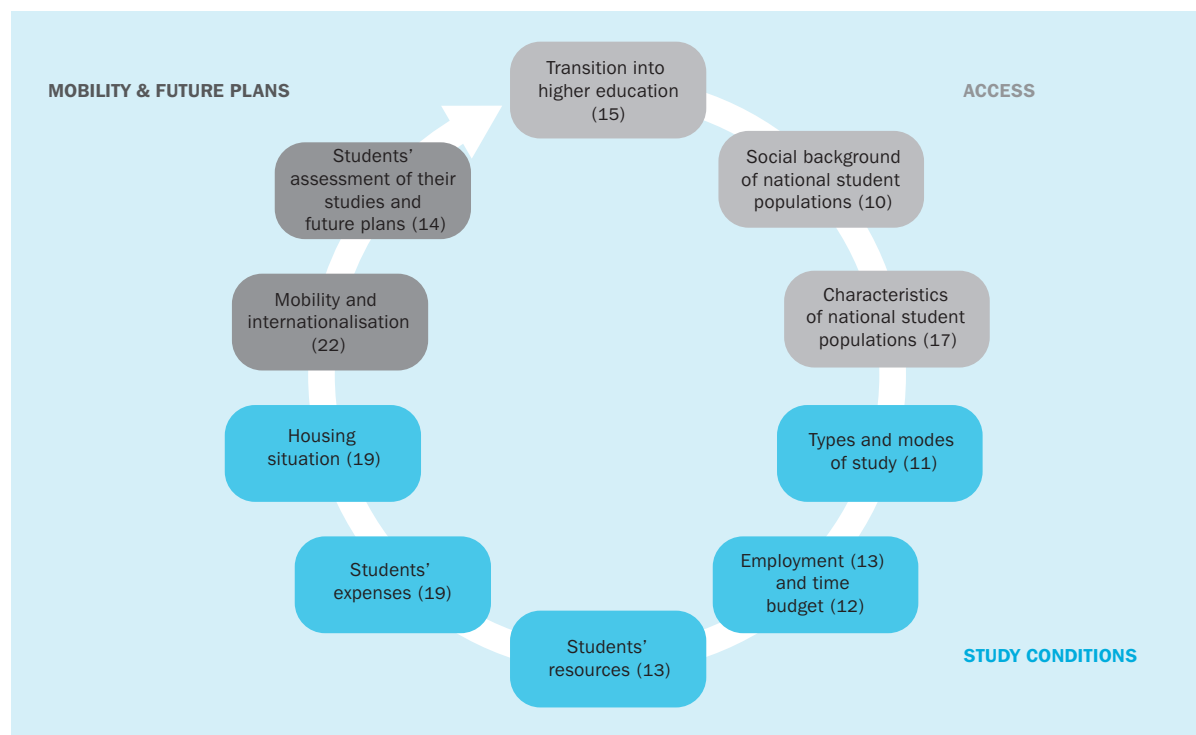 MOBILITY & FUTURE PLANS
ACCESS
Transition into
higher education
(15)
Social background
of national student
populations (10)
Characteristics
of national student
populations (17)
Types and modes
of study (11)
Employment (13)
and time
budget (12)
STUDY CONDITIONS
Students’
resources (13)
Students’
expenses (19)
Housing
situation (19)
Mobility and
internationalisation
(22)
Students’
assessment of their
studies and
future plans (14)